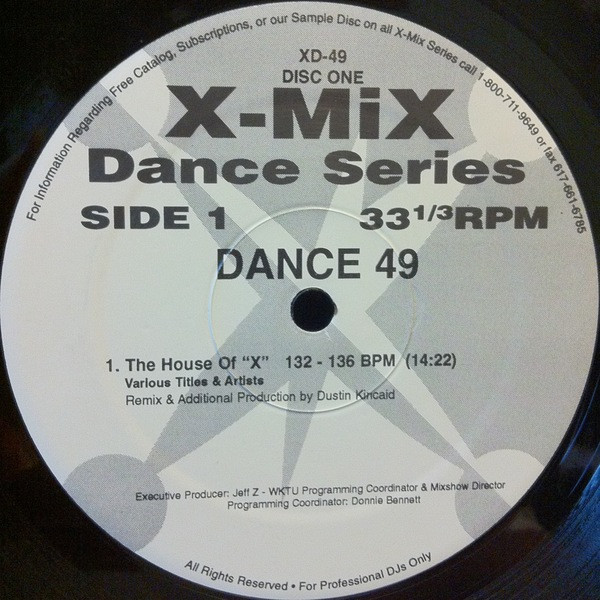 For Information Regarding Free Catalog, Subscriptions, or our Sample Disc on all X-Mix Series call 1-800-711-9649 or fax 617-661-6785
XD-49
DISC ONE
X-MiX
Dance Series
SIDE 1 33 1/3 RPM
DANCE 49
1. The House Of "X" 132 - 136 BPM (14:22)
Various Titles & Artists
Remix & Additional Production by Dustin Kincaid
Executive Producer: Jeff Z - WKTU Programming Coordinator & Mixshow Director
Programming Coordinator: Donnie Bennett
All Rights Reserved • For Professional DJs Only